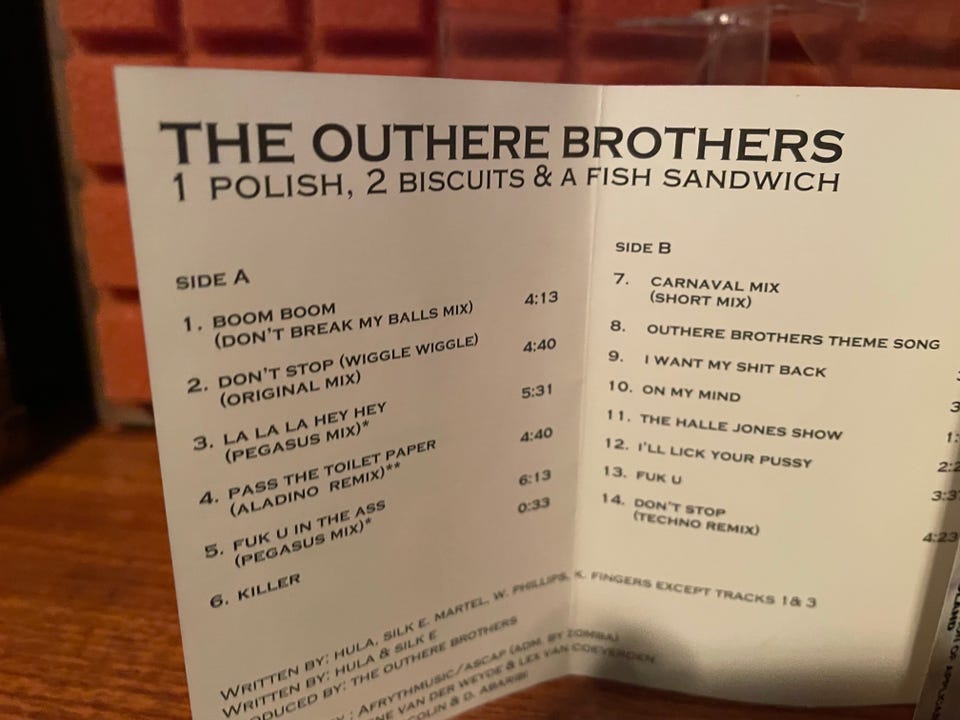 THE OUTHERE BROTHERS
1 POLISH, 2 BISCUITS & A FISH SANDWICH
SIDE A
1. BOOM BOOM 4:13
(DON'T BREAK MY BALLS MIX)
2. DON'T STOP (WIGGLE WIGGLE) 4:40
(ORIGINAL MIX)
3. LA LA LA HEY HEY 5:31
(PEGASUS MIX)*
4. PASS THE TOILET PAPER 4:40
(ALADINO REMIX)**
5. FUK U IN THE ASS 6:13
(PEGASUS MIX)*
6. KILLER 0:33
SIDE B
7. CARNAVAL MIX
(SHORT MIX)
8. OUTHERE BROTHERS THEME SONG
9. I WANT MY SHIT BACK
10. ON MY MIND
11. THE HALLE JONES SHOW
12. I'LL LICK YOUR PUSSY
13. FUK U
14. DON'T STOP 4:23
(TECHNO REMIX)
WRITTEN BY: HULA, SILK E. MARTEL, W. PHILLIPS, K. FINGERS EXCEPT TRACKS 1 & 3
WRITTEN BY: HULA & SILK E
PRODUCED BY: THE OUTHERE BROTHERS
: AFRYTHMUSIC/ASCAP (ADM. BY ZOMBA)
VAN DER WEYDE & LEX VAN COEVERDEN
COLIN & D. ABARIBI